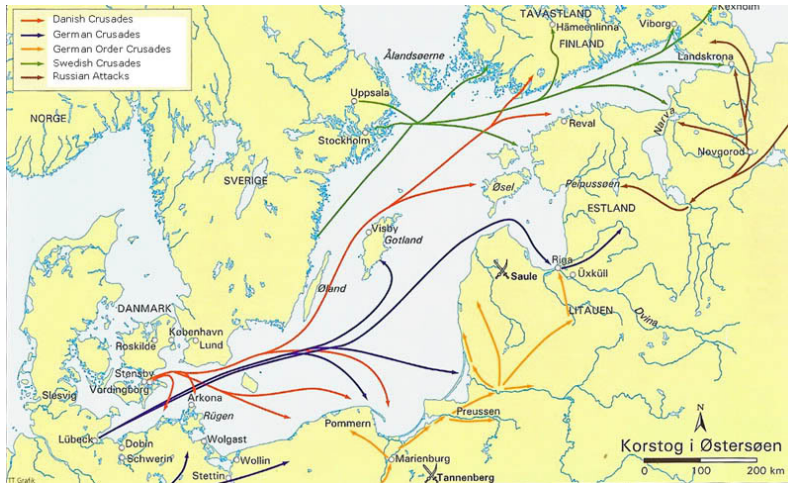 Danish Crusades
German Crusades
German Order Crusades
Swedish Crusades
Russian Attacks
TAVASTLAND
Hämeenlinna
FINLAND
Viborg
Kexholm
Landskrona
Ålandsøerne
Uppsala
Stockholm
NORGE
SVERIGE
Reval
Narva
Novgorod
Peipussøen
ESTLAND
Øsel
Visby
Gotland
Øland
Riga
Üxküll
Saule
LITAUEN
Dvina
DANMARK
København
Roskilde
Lund
Stensby
Vordingborg
Slesvig
Arkona
Rügen
Lübeck
Dobin
Schwerin
Wolgast
Wollin
Stettin
Pommern
Preussen
Marienburg
Tannenberg
N
Korstog i Østersøen
0 100 200 km
TT Grafik